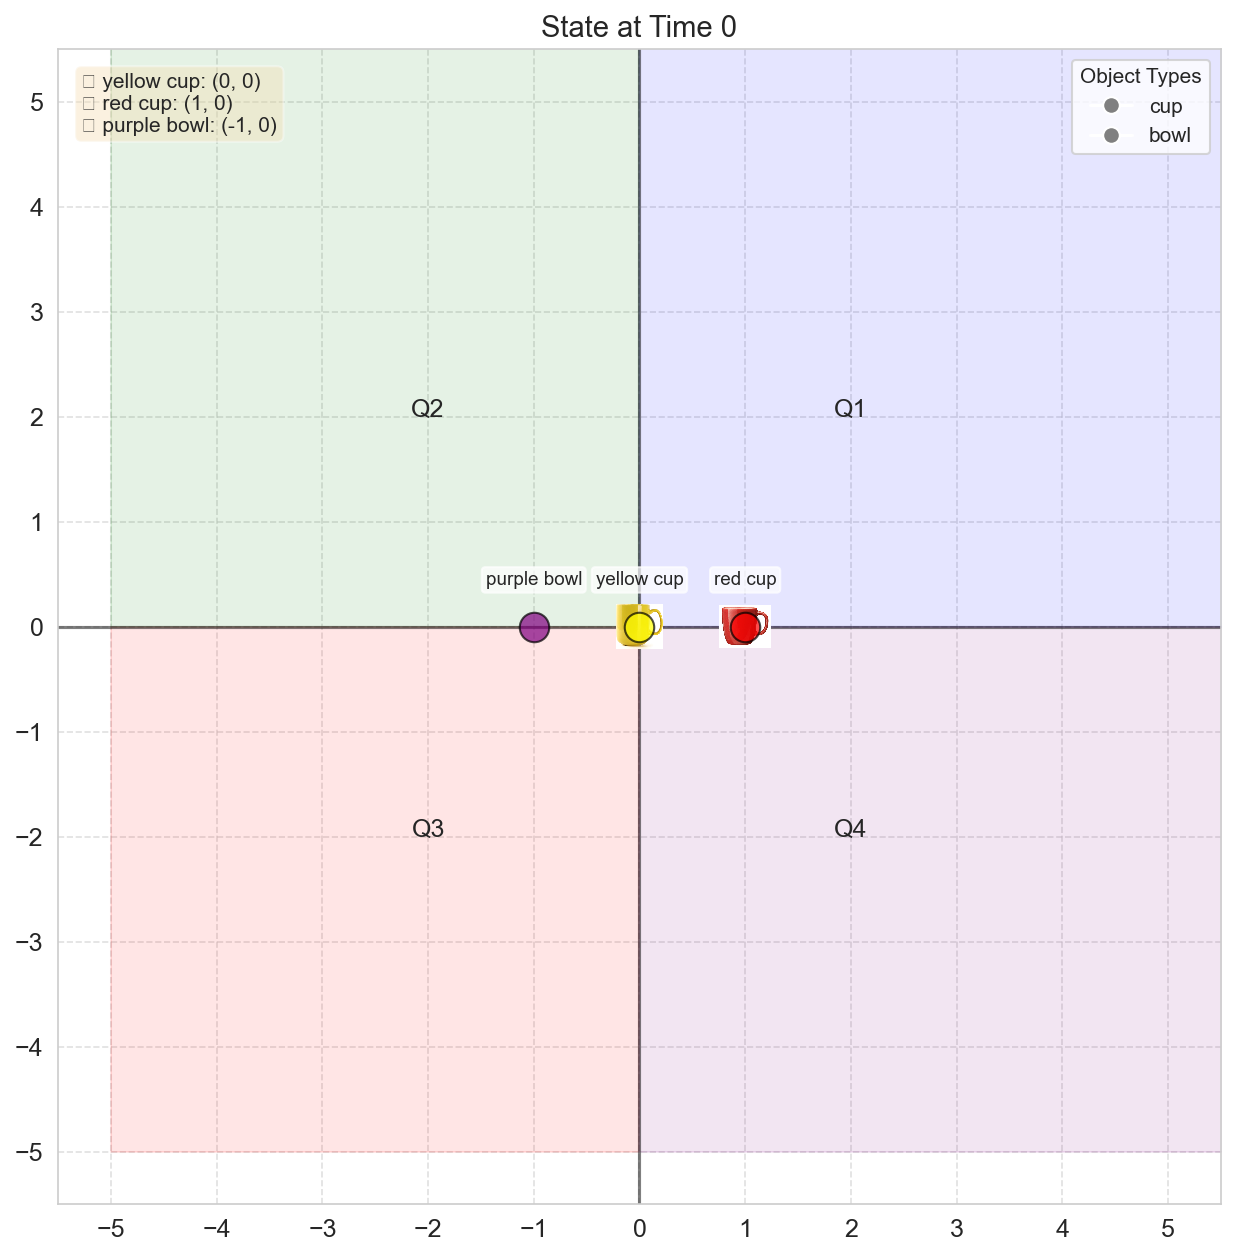 State at Time 0
yellow cup: (0, 0)
red cup: (1, 0)
purple bowl: (-1, 0)
Object Types
cup
bowl
5
4
3
2
1
0
−1
−2
−3
−4
−5
Q2
Q1
purple bowl
yellow cup
red cup
Q3
Q4
−5
−4
−3
−2
−1
0
1
2
3
4
5